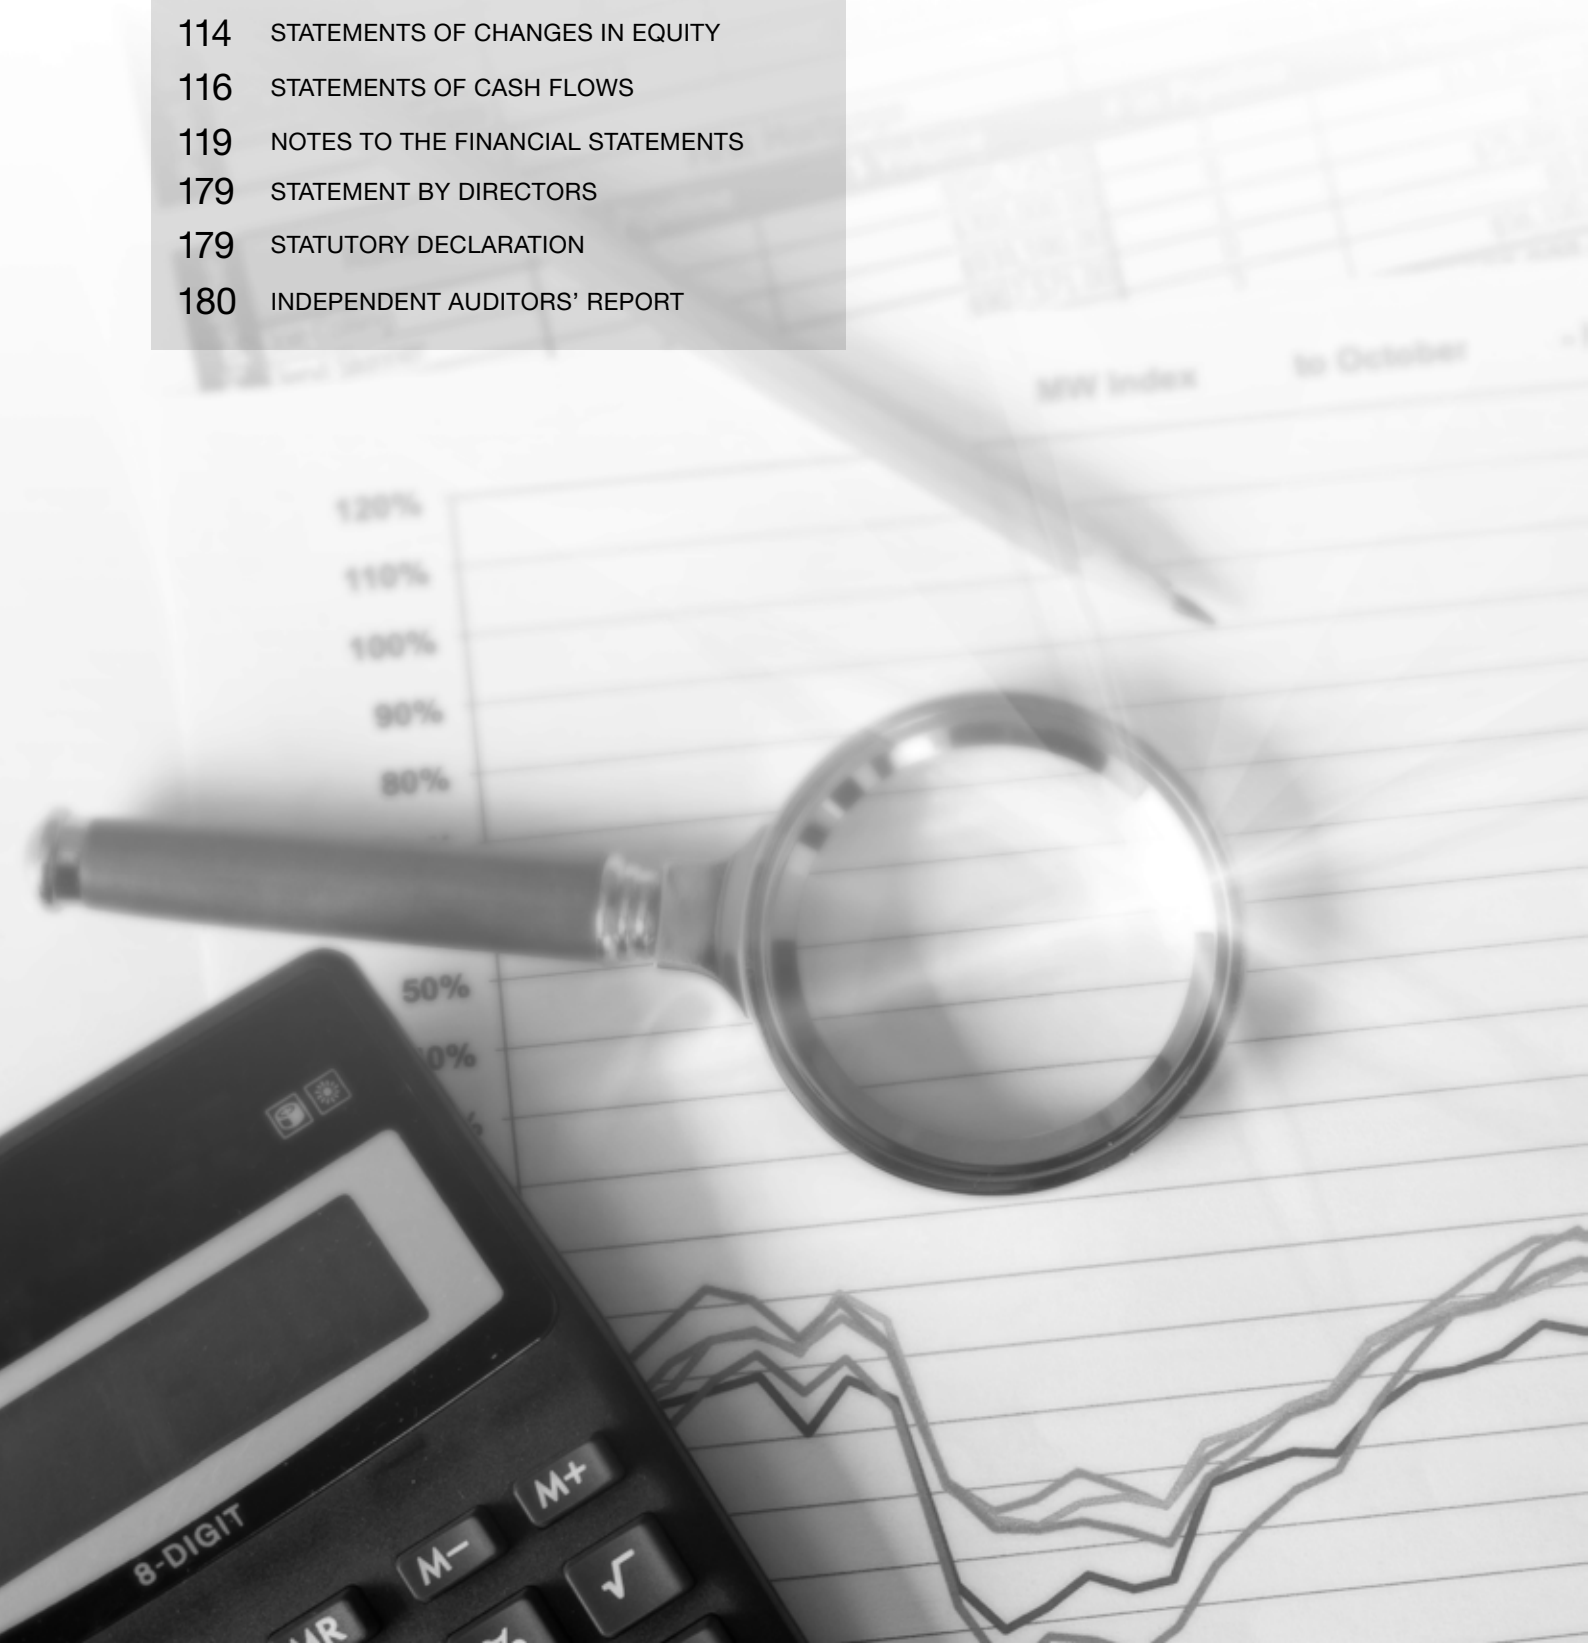 114 STATEMENTS OF CHANGES IN EQUITY
116 STATEMENTS OF CASH FLOWS
119 NOTES TO THE FINANCIAL STATEMENTS
179 STATEMENT BY DIRECTORS
179 STATUTORY DECLARATION
180 INDEPENDENT AUDITORS’ REPORT
MW Index to October
120%
110%
100%
90%
80%
50%
0%
8-DIGIT
M+
M−
√
MR
%